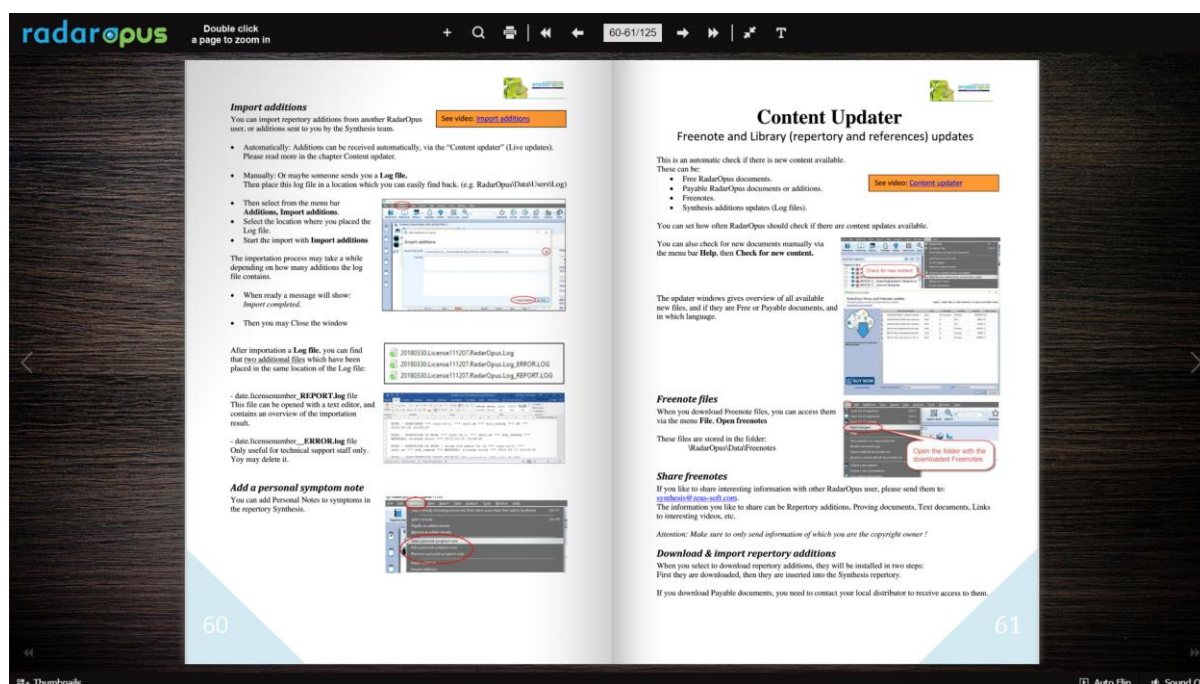 radaropus
Double click
a page to zoom in
60-61/125
T
Import additions
You can import repertory additions from another RadarOpus
user, or additions sent to you by the Synthesis team.
See video: Import additions
• Automatically: Additions can be received automatically, via the “Content updater” (Live updates).
Please read more in the chapter Content updater.
• Manually: Or maybe someone sends you a Log file.
Then place this log file in a location which you can easily find back. (e.g. RadarOpus\Data\Users\Log)
• Then select from the menu bar
Additions, Import additions.
• Select the location where you placed the
Log file.
• Start the import with Import additions
Import additions
The importation process may take a while
depending on how many additions the log
file contains.
• When ready a message will show:
Import completed.
• Then you may Close the window
After importation a Log file, you can find
that two additional files which have been
placed in the same location of the Log file:
20180330.License111207.RadarOpus.Log
20180330.License111207.RadarOpus.Log_ERROR.LOG
20180330.License111207.RadarOpus.Log_REPORT.LOG
- date.licensenumber_REPORT.log file
This file can be opened with a text editor, and
contains an overview of the importation
result.
- date.licensenumber__ERROR.log file
Only useful for technical support staff only.
Yoy may delete it.
Add a personal symptom note
You can add Personal Notes to symptoms in
the repertory Synthesis.
60
Content Updater
Freenote and Library (repertory and references) updates
This is an automatic check if there is new content available.
These can be:
• Free RadarOpus documents.
• Payable RadarOpus documents or additions.
• Freenotes.
• Synthesis additions updates (Log files).
See video: Content updater
You can set how often RadarOpus should check if there are content updates available.
You can also check for new documents manually via
the menu bar Help, then Check for new content.
Check for new content
The updater windows gives overview of all available
new files, and if they are Free or Payable documents, and
in which language.
BUY NOW
Freenote files
When you download Freenote files, you can access them
via the menu File, Open freenotes
These files are stored in the folder:
\RadarOpus\Data\Freenotes
Open the folder with the
downloaded Freenotes
Share freenotes
If you like to share interesting information with other RadarOpus user, please send them to:
synthesis@zeus-soft.com.
The information you like to share can be Repertory additions, Proving documents, Text documents, Links
to interesting videos, etc.
Attention: Make sure to only send information of which you are the copyright owner !
Download & import repertory additions
When you select to download repertory additions, they will be installed in two steps:
First they are downloaded, then they are inserted into the Synthesis repertory.
If you download Payable documents, you need to contact your local distributor to receive access to them.
61
Thumbnails
Auto Flip
Sound